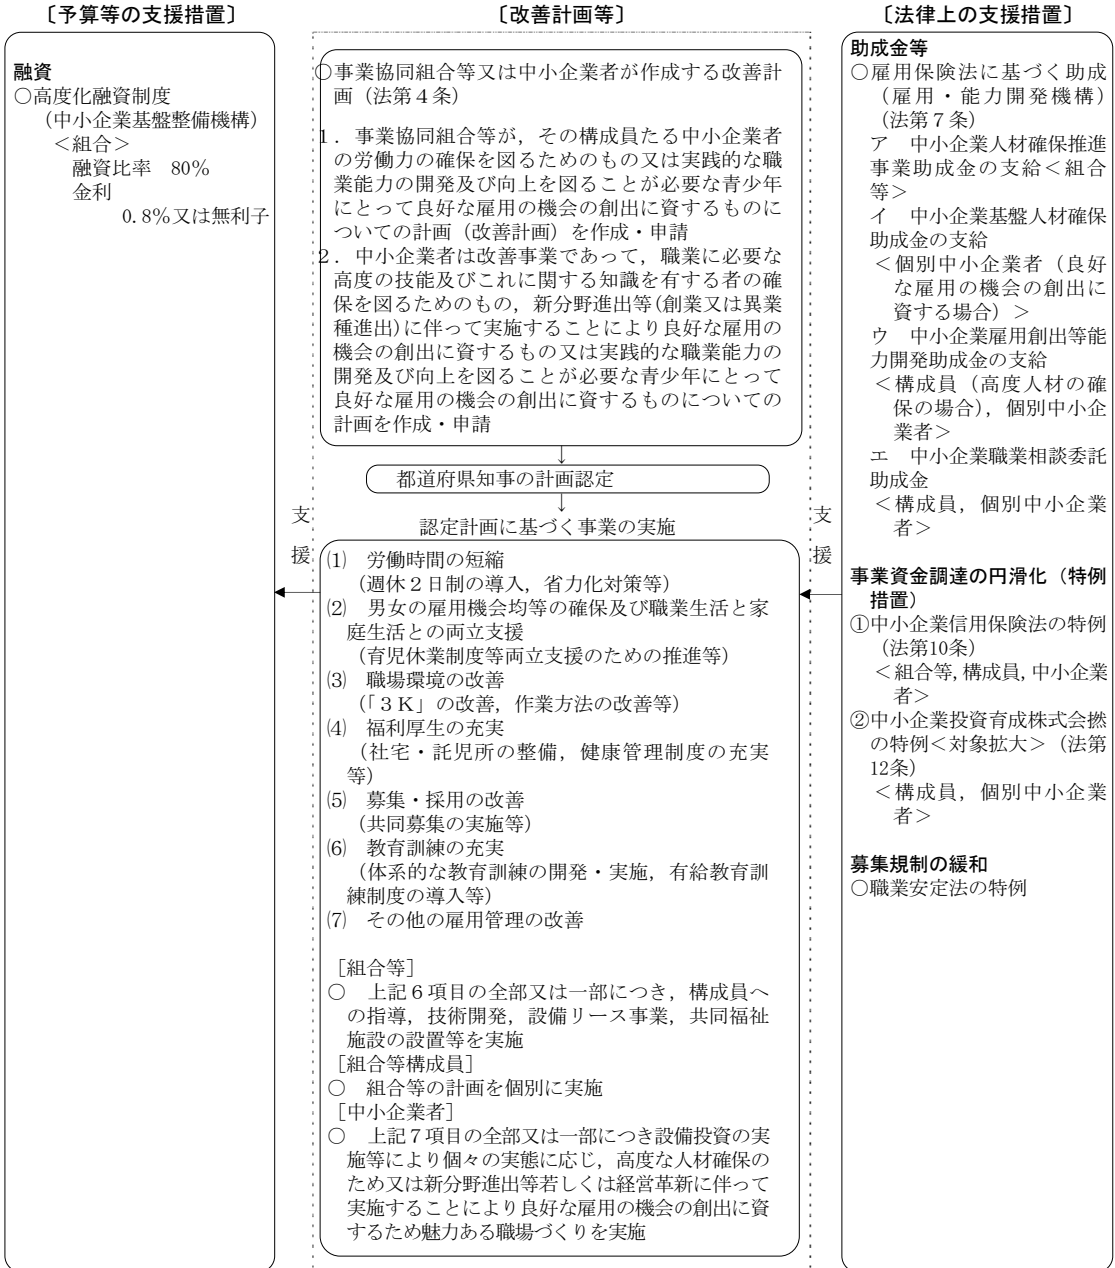 〔予算等の支援措置〕
融資
○高度化融資制度
（中小企業基盤整備機構）
＜組合＞
融資比率　80％
金利
0.8％又は無利子
〔改善計画等〕
○事業協同組合等又は中小企業者が作成する改善計
画（法第４条）
１．事業協同組合等が，その構成員たる中小企業者
の労働力の確保を図るためのもの又は実践的な職
業能力の開発及び向上を図ることが必要な青少年
にとって良好な雇用の機会の創出に資するものに
ついての計画（改善計画）を作成・申請
２．中小企業者は改善事業であって，職業に必要な
高度の技能及びこれに関する知識を有する者の確
保を図るためのもの，新分野進出等(創業又は異業
種進出)に伴って実施することにより良好な雇用の
機会の創出に資するもの又は実践的な職業能力の
開発及び向上を図ることが必要な青少年にとって
良好な雇用の機会の創出に資するものについての
計画を作成・申請
↓
都道府県知事の計画認定
↓
認定計画に基づく事業の実施
支
援
⑴　労働時間の短縮
（週休２日制の導入，省力化対策等）
⑵　男女の雇用機会均等の確保及び職業生活と家
庭生活との両立支援
（育児休業制度等両立支援のための推進等）
⑶　職場環境の改善
（「３Ｋ」の改善，作業方法の改善等）
⑷　福利厚生の充実
（社宅・託児所の整備，健康管理制度の充実
等）
⑸　募集・採用の改善
（共同募集の実施等）
⑹　教育訓練の充実
（体系的な教育訓練の開発・実施，有給教育訓
練制度の導入等）
⑺　その他の雇用管理の改善
［組合等］
○　上記６項目の全部又は一部につき，構成員へ
の指導，技術開発，設備リース事業，共同福祉
施設の設置等を実施
［組合等構成員］
○　組合等の計画を個別に実施
［中小企業者］
○　上記７項目の全部又は一部につき設備投資の実
施等により個々の実態に応じ，高度な人材確保の
ため又は新分野進出等若しくは経営革新に伴って
実施することにより良好な雇用の機会の創出に資
するため魅力ある職場づくりを実施
支
援
〔法律上の支援措置〕
助成金等
○雇用保険法に基づく助成
（雇用・能力開発機構）
（法第７条）
ア　中小企業人材確保推進
事業助成金の支給＜組合
等＞
イ　中小企業基盤人材確保
助成金の支給
＜個別中小企業者（良好
な雇用の機会の創出に
資する場合）＞
ウ　中小企業雇用創出等能
力開発助成金の支給
＜構成員（高度人材の確
保の場合），個別中小企
業者＞
エ　中小企業職業相談委託
助成金
＜構成員，個別中小企業
者＞
事業資金調達の円滑化（特例
措置）
①中小企業信用保険法の特例
（法第10条）
＜組合等,構成員,中小企業
者＞
②中小企業投資育成株式会撚
の特例＜対象拡大＞（法第
12条）
＜構成員，個別中小企業
者＞
募集規制の緩和
○職業安定法の特例